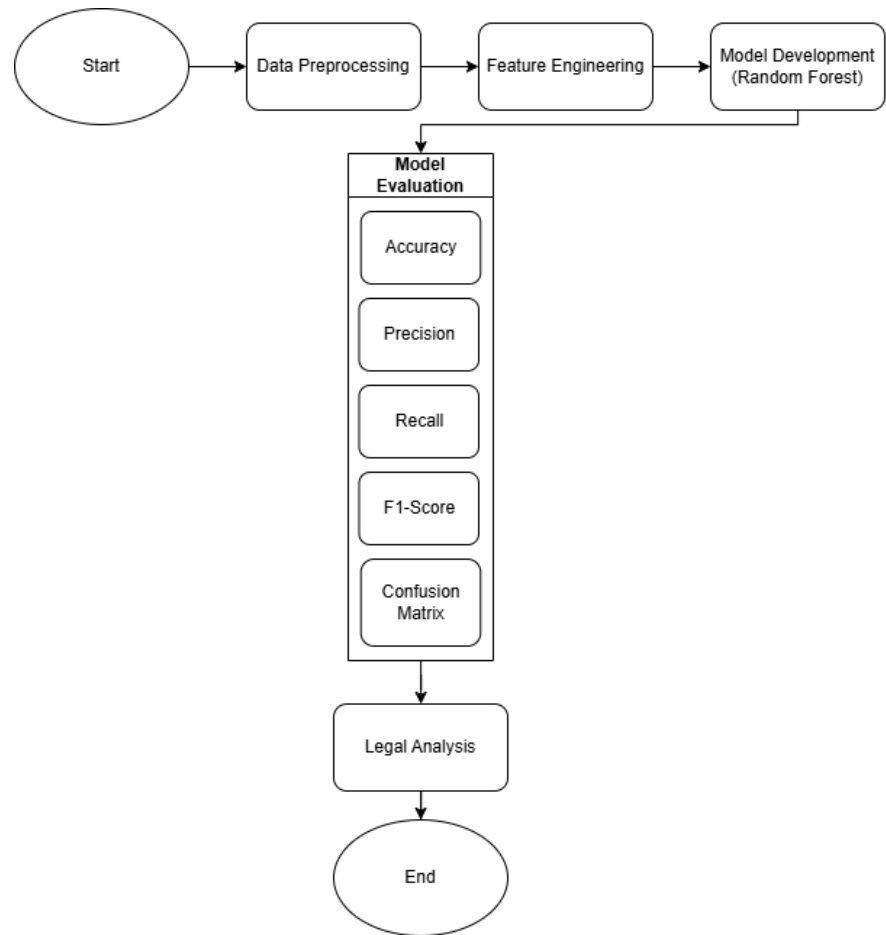 Start
Data Preprocessing
Feature Engineering
Model Development
(Random Forest)
Model
Evaluation
Accuracy
Precision
Recall
F1-Score
Confusion
Matrix
Legal Analysis
End